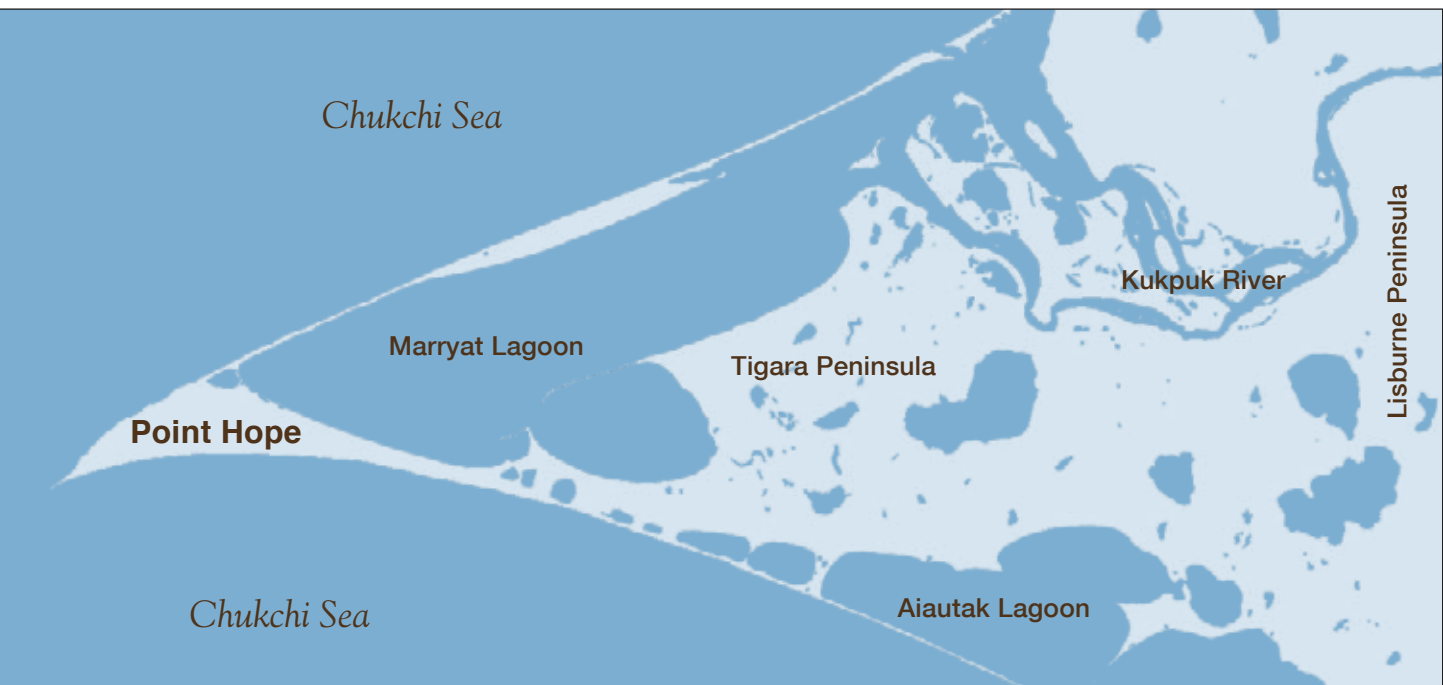 Chukchi Sea
Lisburne Peninsula
Kukpuk River
Marryat Lagoon
Tigara Peninsula
Point Hope
Aiautak Lagoon
Chukchi Sea